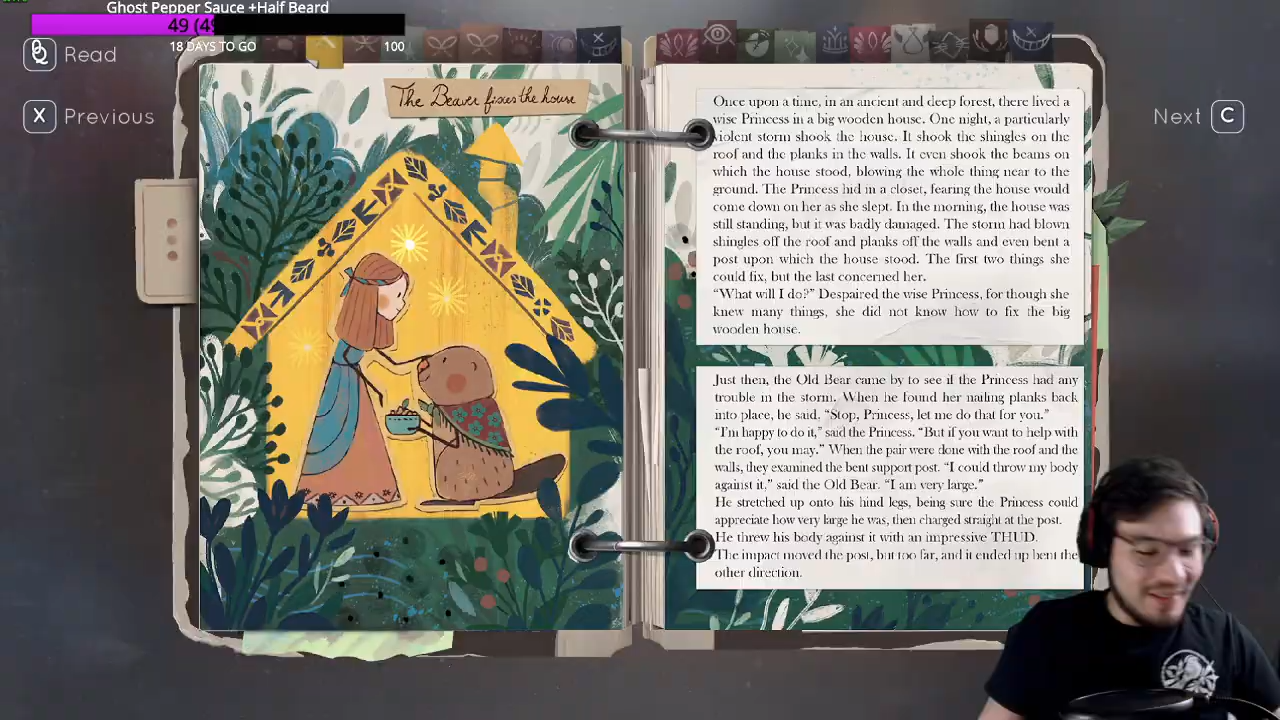 Ghost Pepper Sauce +Half Beard
49 (49
18 DAYS TO GO
100
Q
Read
X
Previous
Next
C
The Beaver fixes the house
Once upon a time, in an ancient and deep forest, there lived a
wise Princess in a big wooden house. One night, a particularly
violent storm shook the house. It shook the shingles on the
roof and the planks in the walls. It even shook the beams on
which the house stood, blowing the whole thing near to the
ground. The Princess hid in a closet, fearing the house would
come down on her as she slept. In the morning, the house was
still standing, but it was badly damaged. The storm had blown
shingles off the roof and planks off the walls and even bent a
post upon which the house stood. The first two things she
could fix, but the last concerned her.
“What will I do?” Despaired the wise Princess, for though she
knew many things, she did not know how to fix the big
wooden house.
Just then, the Old Bear came by to see if the Princess had any
trouble in the storm. When he found her nailing planks back
into place, he said, “Stop, Princess, let me do that for you.”
“I'm happy to do it,” said the Princess. “But if you want to help with
the roof, you may.” When the pair were done with the roof and the
walls, they examined the bent support post. “I could throw my body
against it,” said the Old Bear. “I am very large.”
He stretched up onto his hind legs, being sure the Princess could
appreciate how very large he was, then charged straight at the post.
He threw his body against it with an impressive THUD.
The impact moved the post, but too far, and it ended up bent the
other direction.